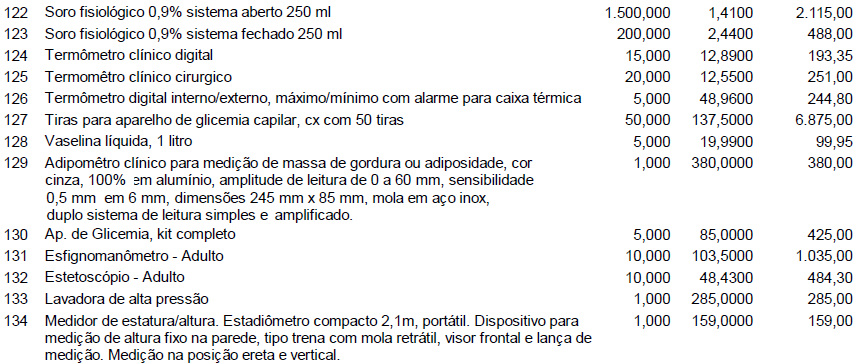 122 Soro fisiológico 0,9% sistema aberto 250 ml 1.500,000 1,4100 2.115,00
123 Soro fisiológico 0,9% sistema fechado 250 ml 200,000 2,4400 488,00
124 Termômetro clínico digital 15,000 12,8900 193,35
125 Termomêtro clínico cirurgico 20,000 12,5500 251,00
126 Termômetro digital interno/externo, máximo/mínimo com alarme para caixa térmica 5,000 48,9600 244,80
127 Tiras para aparelho de glicemia capilar, cx com 50 tiras 50,000 137,5000 6.875,00
128 Vaselina líquida, 1 litro 5,000 19,9900 99,95
129 Adipomêtro clínico para medição de massa de gordura ou adiposidade, cor 1,000 380,0000 380,00
cinza, 100% em alumínio, amplitude de leitura de 0 a 60 mm, sensibilidade
0,5 mm em 6 mm, dimensões 245 mm x 85 mm, mola em aço inox,
duplo sistema de leitura simples e amplificado.
130 Ap. de Glicemia, kit completo 5,000 85,0000 425,00
131 Esfignomanômetro - Adulto 10,000 103,5000 1.035,00
132 Estetoscópio - Adulto 10,000 48,4300 484,30
133 Lavadora de alta pressão 1,000 285,0000 285,00
134 Medidor de estatura/altura. Estadiômetro compacto 2,1m, portátil. Dispositivo para 1,000 159,0000 159,00
medição de altura fixo na parede, tipo trena com mola retrátil, visor frontal e lança de
medição. Medição na posição ereta e vertical.